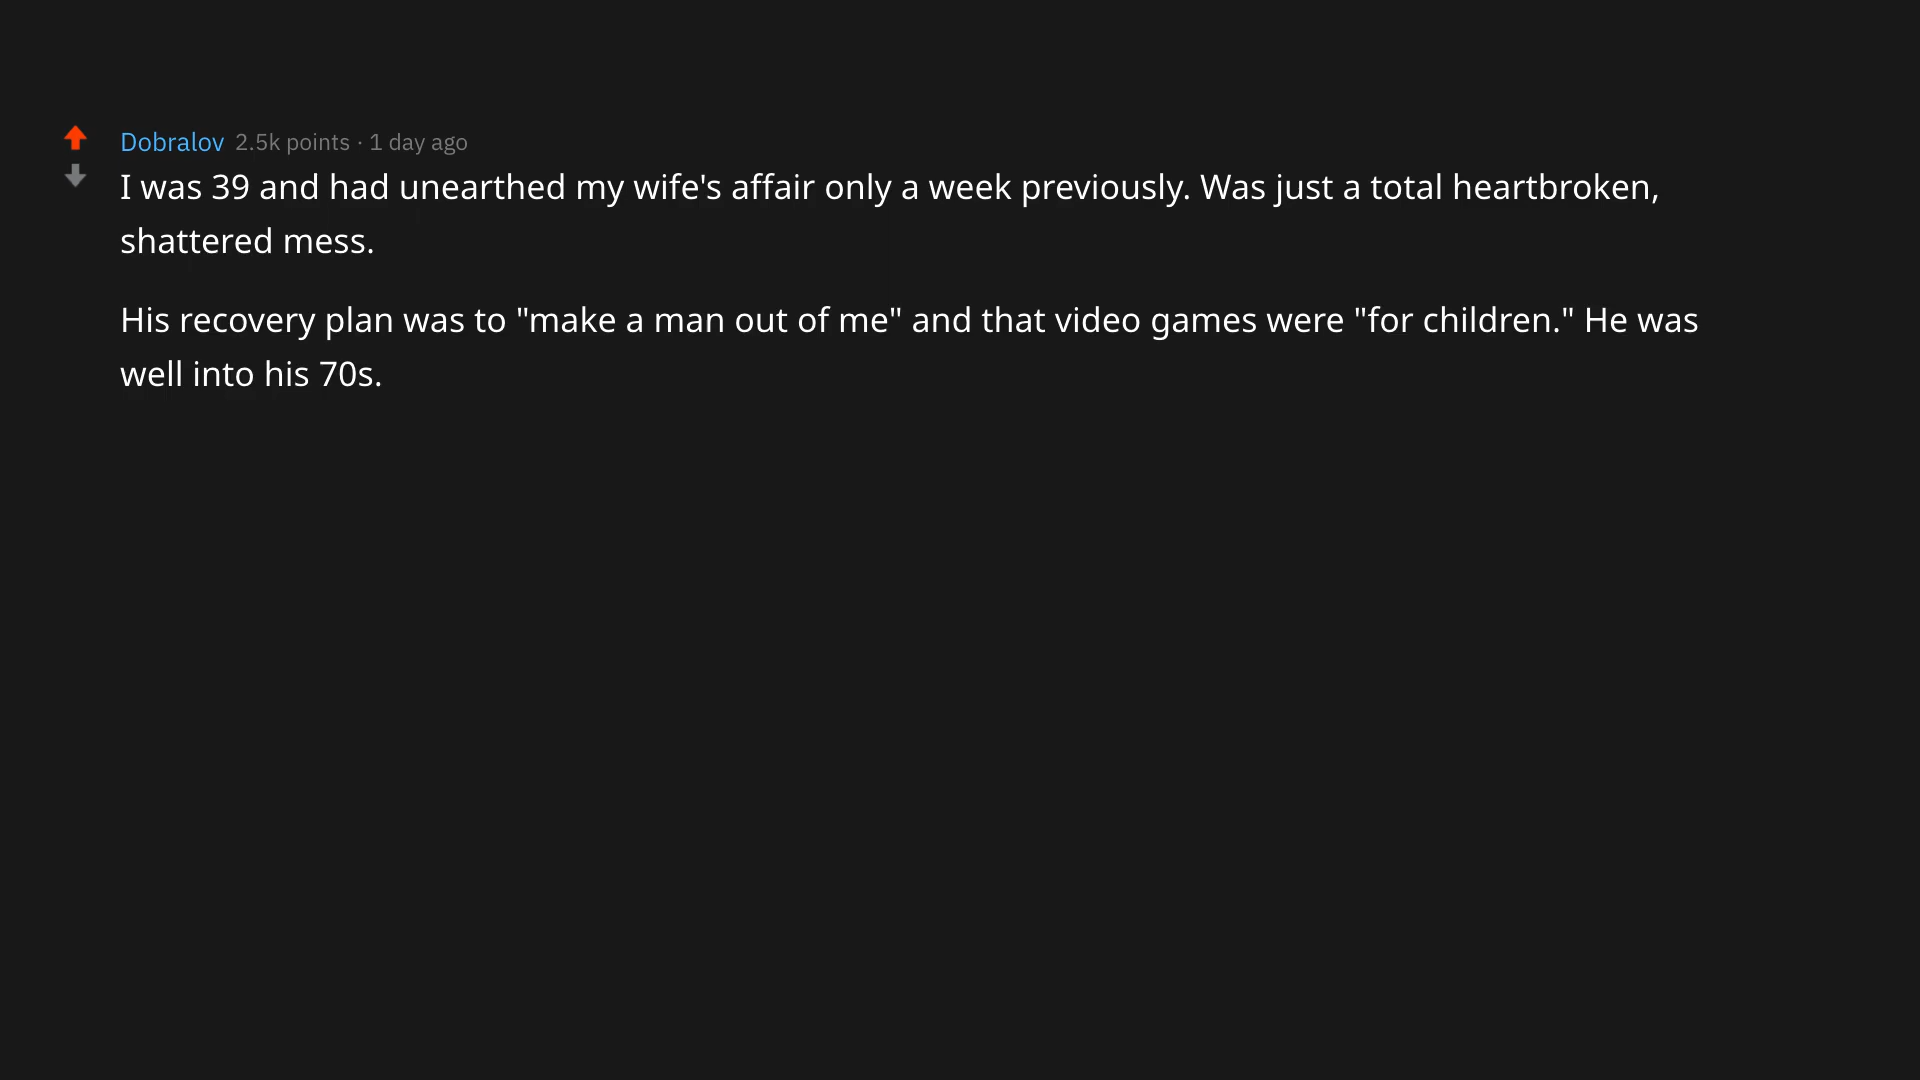 Dobralov 2.5k points · 1 day ago
I was 39 and had unearthed my wife's affair only a week previously. Was just a total heartbroken,
shattered mess.
His recovery plan was to "make a man out of me" and that video games were "for children." He was
well into his 70s.